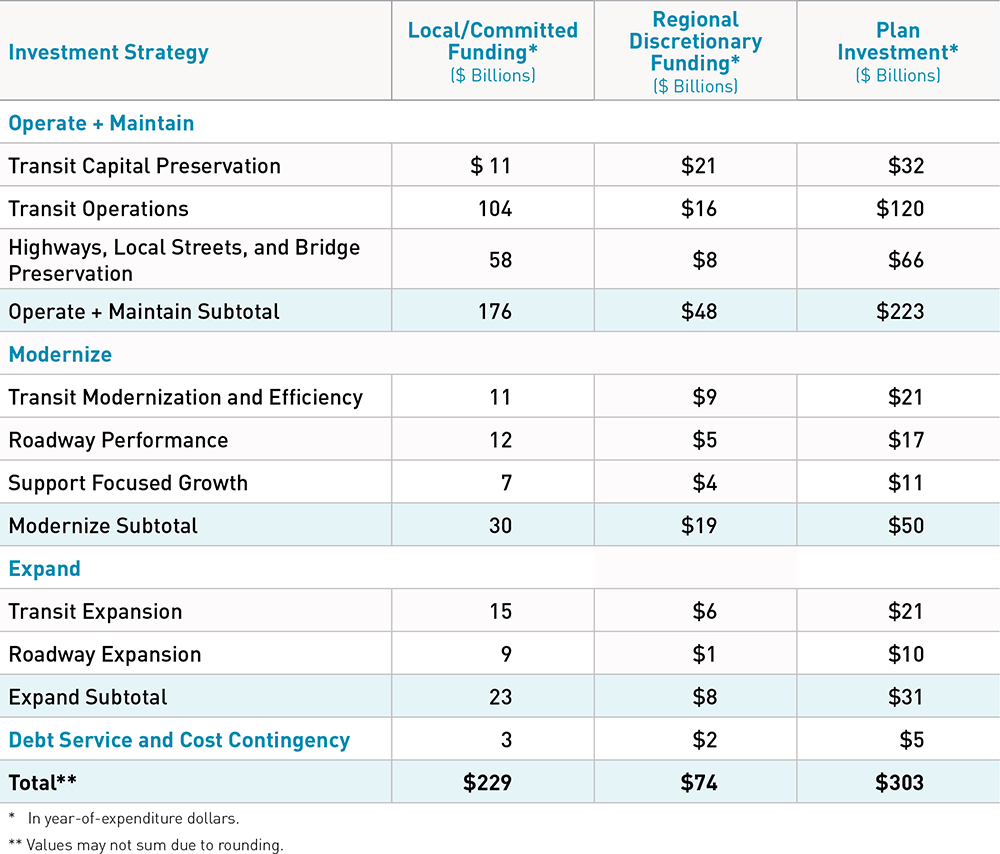 Investment Strategy Local/Committed Funding* ($ Billions) Regional Discretionary Funding* ($ Billions) Plan Investment* ($ Billions)
Operate + Maintain
Transit Capital Preservation $ 11 $21 $32
Transit Operations 104 $16 $120
Highways, Local Streets, and Bridge Preservation 58 $8 $66
Operate + Maintain Subtotal 176 $48 $223
Modernize
Transit Modernization and Efficiency 11 $9 $21
Roadway Performance 12 $5 $17
Support Focused Growth 7 $4 $11
Modernize Subtotal 30 $19 $50
Expand
Transit Expansion 15 $6 $21
Roadway Expansion 9 $1 $10
Expand Subtotal 23 $8 $31
Debt Service and Cost Contingency 3 $2 $5
Total** $229 $74 $303
* In year-of-expenditure dollars.
** Values may not sum due to rounding.